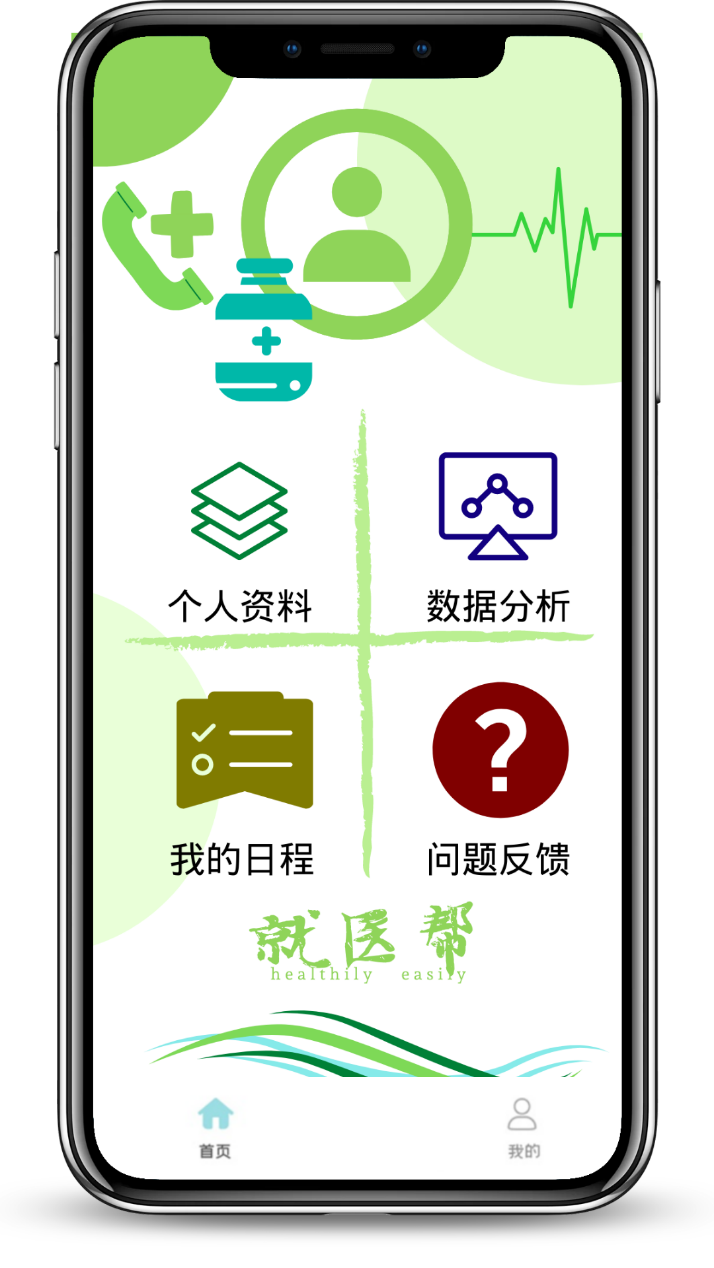 个人资料 数据分析
我的日程 问题反馈
就医帮
healthily easily
首页 我的